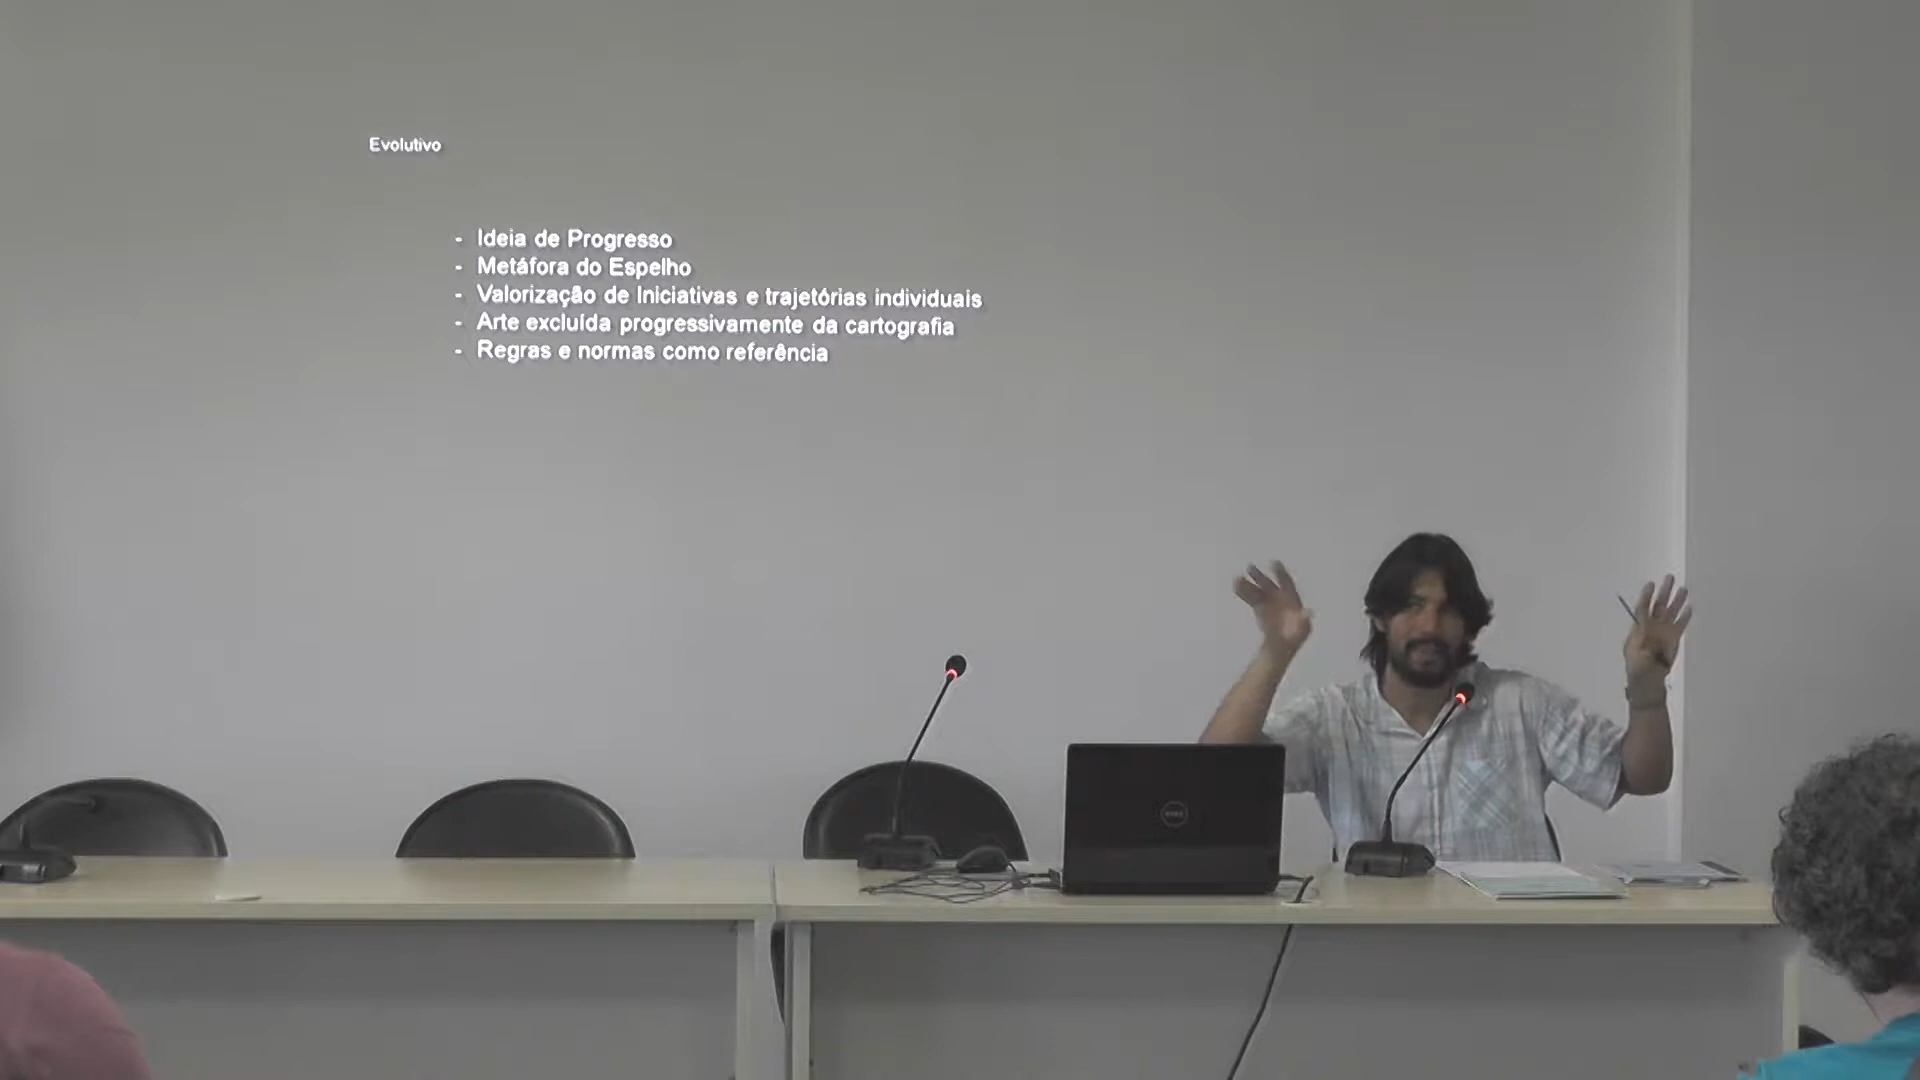 Evolutivo
- Ideia de Progresso
- Metáfora do Espelho
- Valorização de Iniciativas e trajetórias individuais
- Arte excluída progressivamente da cartografia
- Regras e normas como referência
DELL